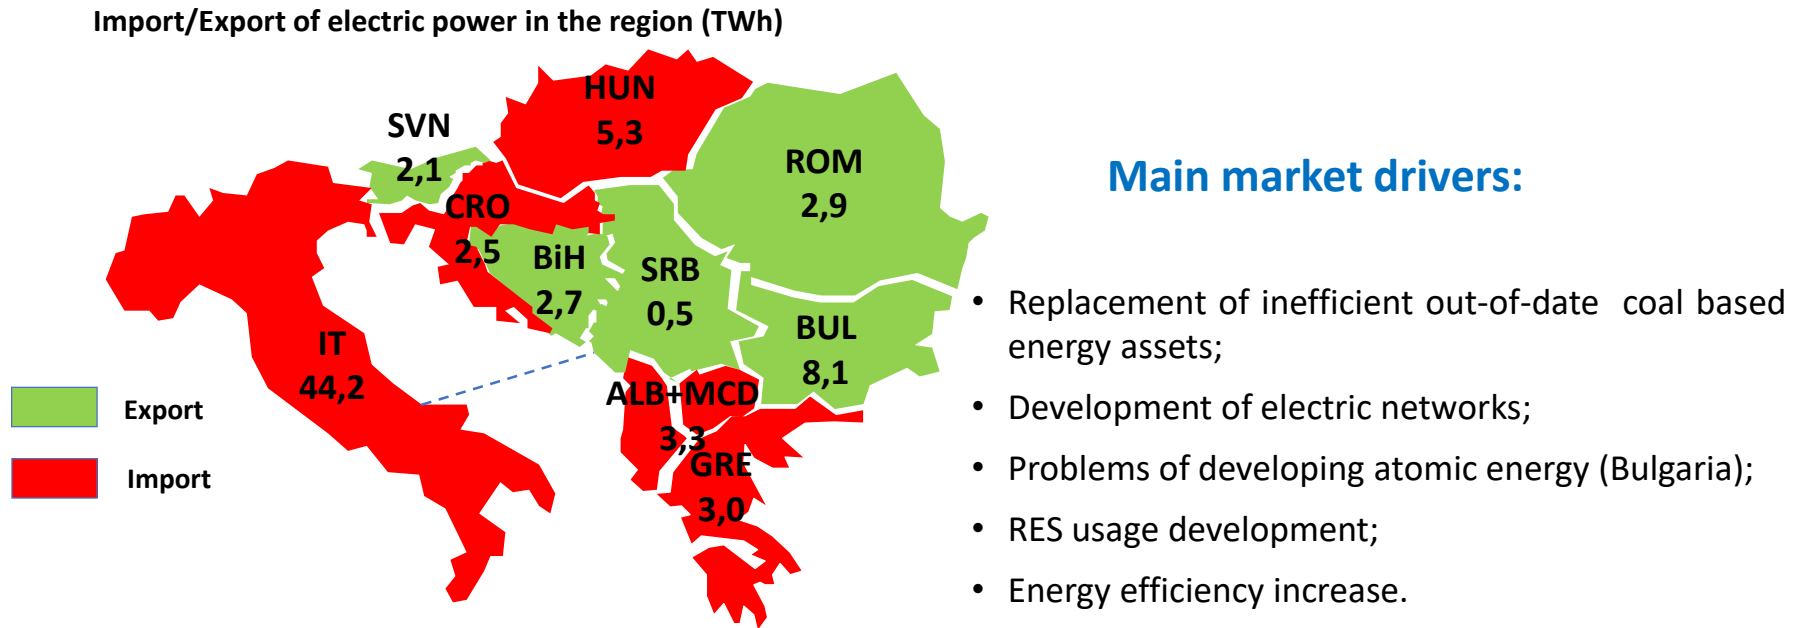 Import/Export of electric power in the region (TWh)
HUN
5,3
SVN
2,1
ROM
2,9
CRO
2,5
BiH
2,7
SRB
0,5
BUL
8,1
IT
44,2
ALB+MCD
3,3
GRE
3,0
Export
Import
Main market drivers:
• Replacement of inefficient out-of-date coal based
energy assets;
• Development of electric networks;
• Problems of developing atomic energy (Bulgaria);
• RES usage development;
• Energy efficiency increase.